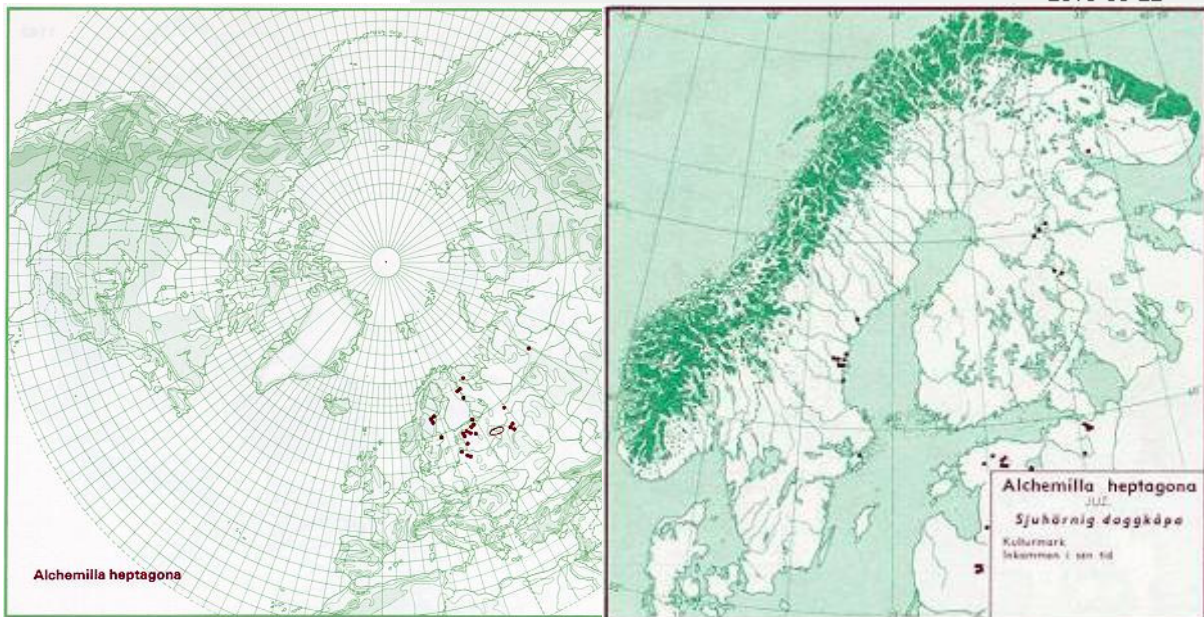 Alchemilla heptagona
Alchemilla heptagona
JUZ.
Sjuhörnig daggkåpa
Kulturmark
Inkommen i sen tid